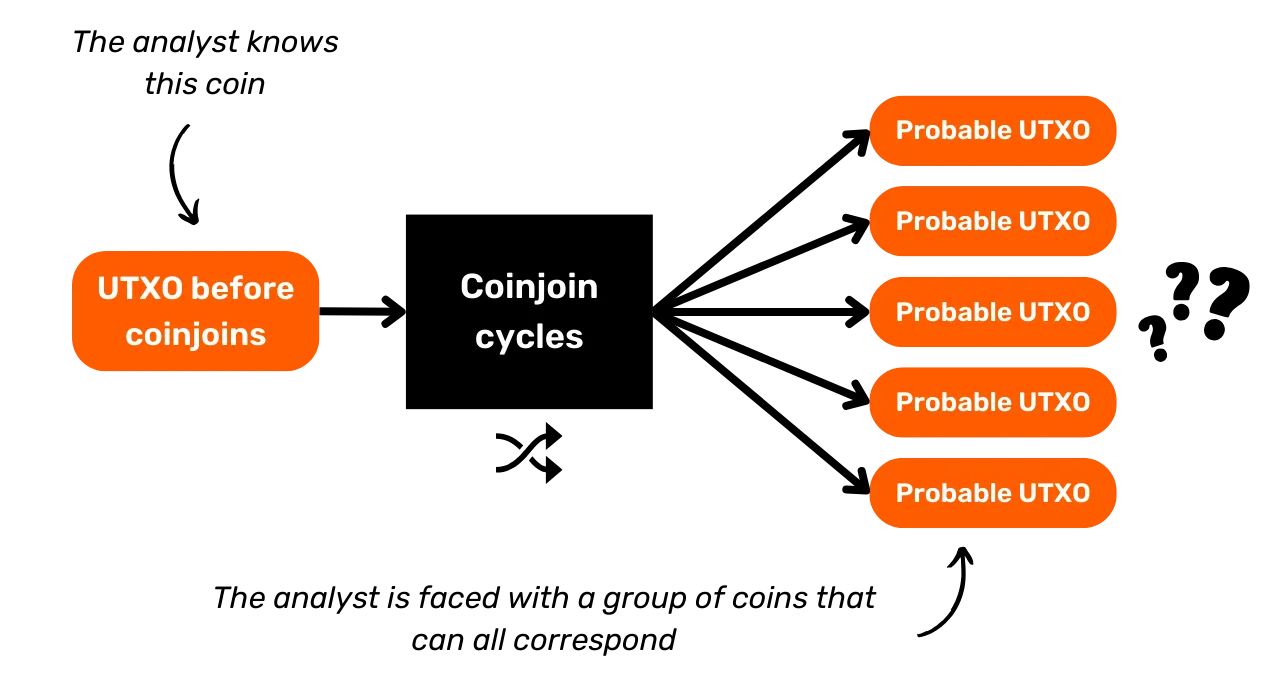 The analyst knows
this coin
UTXO before
coinjoins
Coinjoin
cycles
Probable UTXO
Probable UTXO
Probable UTXO
Probable UTXO
Probable UTXO
???
The analyst is faced with a group of coins that
can all correspond